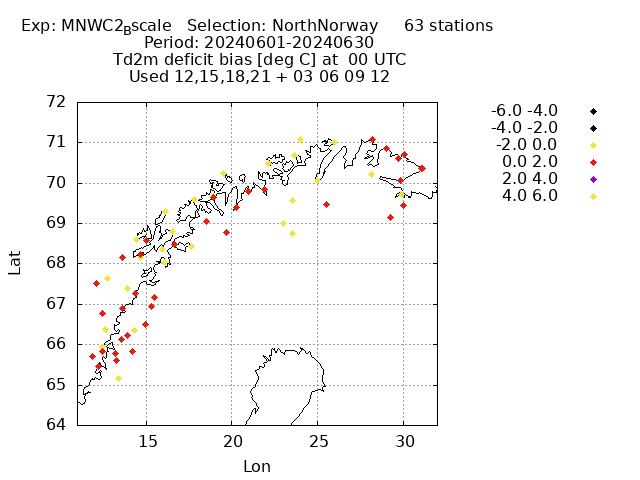 Exp: MNWC2_Bscale Selection: NorthNorway 63 stations
Period: 20240601-20240630
Td2m deficit bias [deg C] at 00 UTC
Used 12,15,18,21 + 03 06 09 12
72
71
70
69
68
67
66
65
64
Lat
15 20 25 30
Lon
-6.0 -4.0
-4.0 -2.0
-2.0 0.0
0.0 2.0
2.0 4.0
4.0 6.0